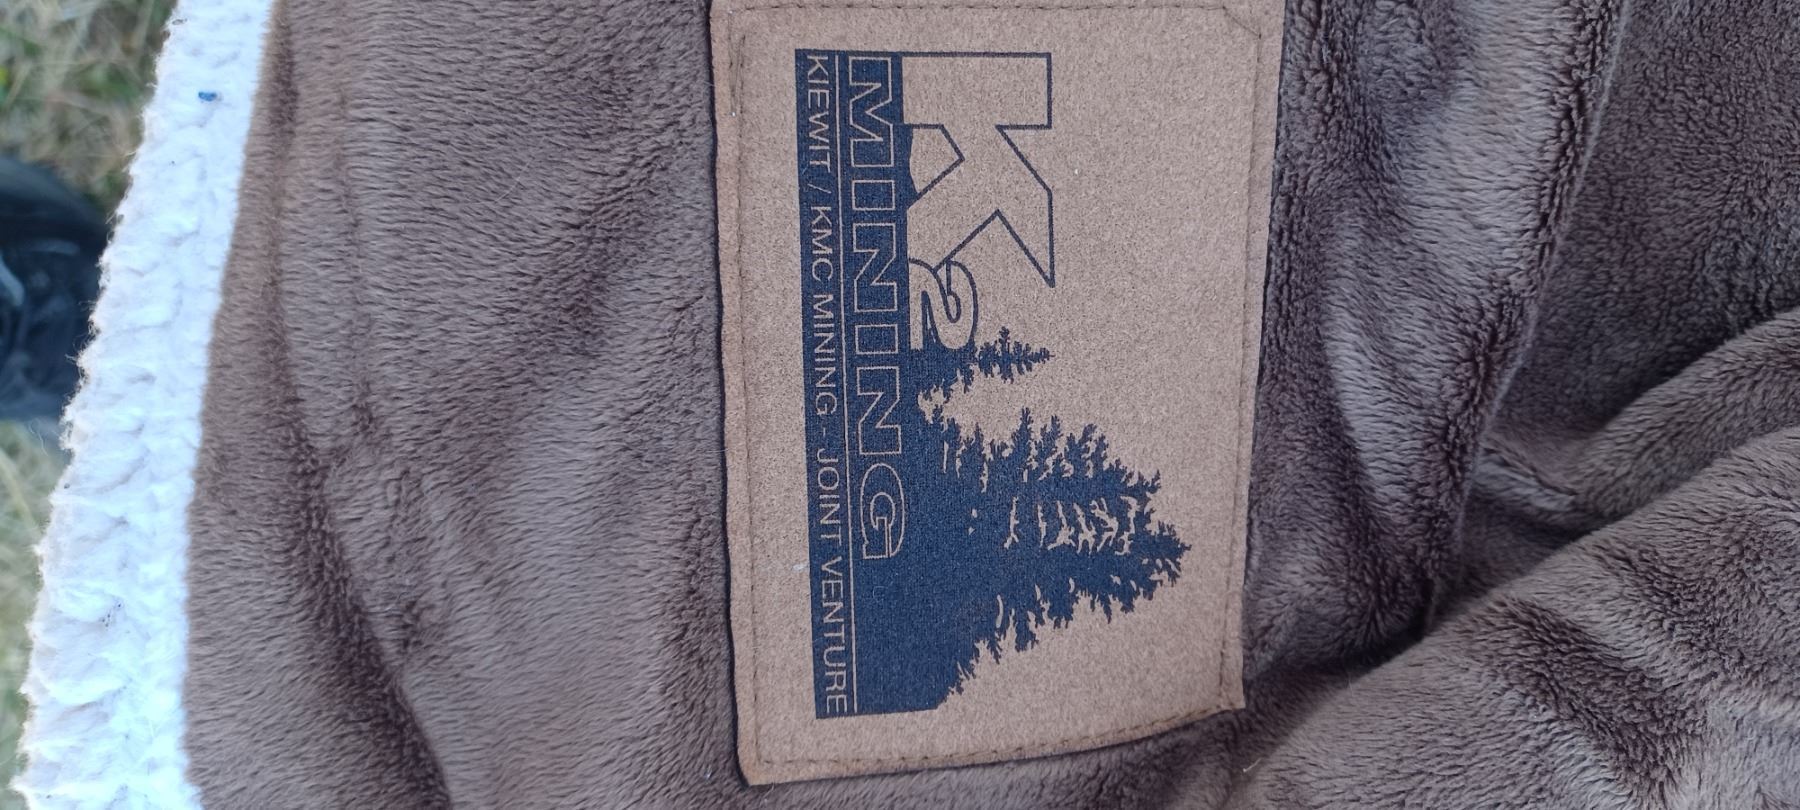 K2
MINING
KIEWIT / KMC MINING - JOINT VENTURE